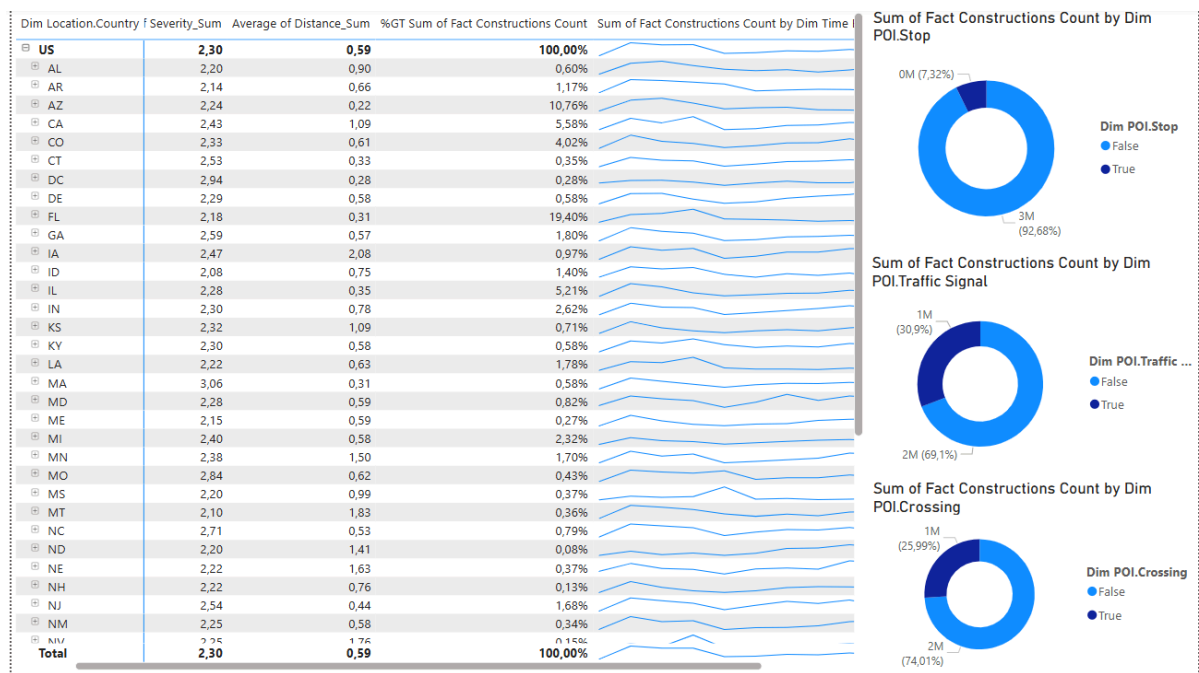 Dim Location.Country f Severity_Sum Average of Distance_Sum %GT Sum of Fact Constructions Count Sum of Fact Constructions Count by Dim Time
US 2,30 0,59 100,00%
AL 2,20 0,90 0,60%
AR 2,14 0,66 1,17%
AZ 2,24 0,22 10,76%
CA 2,43 1,09 5,58%
CO 2,33 0,61 4,02%
CT 2,53 0,33 0,35%
DC 2,94 0,28 0,28%
DE 2,29 0,58 0,58%
FL 2,18 0,31 19,40%
GA 2,59 0,57 1,80%
IA 2,47 2,08 0,97%
ID 2,08 0,75 1,40%
IL 2,28 0,35 5,21%
IN 2,30 0,78 2,62%
KS 2,32 1,09 0,71%
KY 2,30 0,58 0,58%
LA 2,22 0,63 1,78%
MA 3,06 0,31 0,58%
MD 2,28 0,59 0,82%
ME 2,15 0,59 0,27%
MI 2,40 0,58 2,32%
MN 2,38 1,50 1,70%
MO 2,84 0,62 0,43%
MS 2,20 0,99 0,37%
MT 2,10 1,83 0,36%
NC 2,71 0,53 0,79%
ND 2,20 1,41 0,08%
NE 2,22 1,63 0,37%
NH 2,22 0,76 0,13%
NJ 2,54 0,44 1,68%
NM 2,25 0,58 0,34%
NV 2,25 1,76 0,15%
Total 2,30 0,59 100,00%
Sum of Fact Constructions Count by Dim
POI.Stop
0M (7,32%)
3M
(92,68%)
Dim POI.Stop
False
True
Sum of Fact Constructions Count by Dim
POI.Traffic Signal
1M
(30,9%)
2M (69,1%)
Dim POI.Traffic ...
False
True
Sum of Fact Constructions Count by Dim
POI.Crossing
1M
(25,99%)
2M
(74,01%)
Dim POI.Crossing
False
True